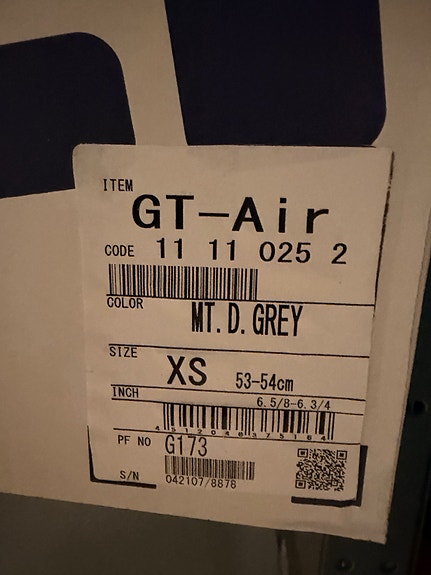 ITEM
GT-Air
CODE 11 11 025 2
COLOR
MT.D.GREY
SIZE
XS 53-54cm
INCH 6.5/8-6.3/4
4512048375164
PF NO G173
S/N 042107/8878